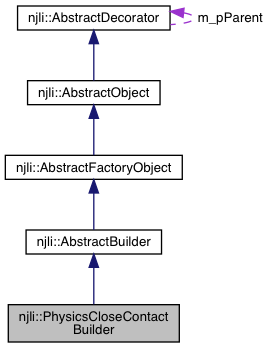 njli::AbstractDecorator
m_pParent
njli::AbstractObject
njli::AbstractFactoryObject
njli::AbstractBuilder
njli::PhysicsCloseContact
Builder